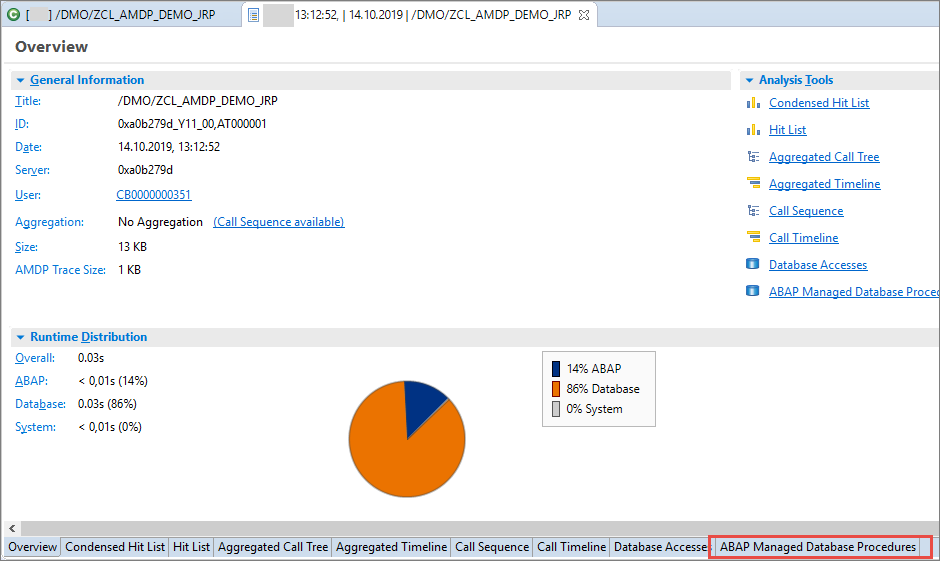 [ ] /DMO/ZCL_AMDP_DEMO_JRP
13:12:52, | 14.10.2019 | /DMO/ZCL_AMDP_DEMO_JRP
Overview
General Information
Title: /DMO/ZCL_AMDP_DEMO_JRP
ID: 0xa0b279d_Y11_00,AT000001
Date: 14.10.2019, 13:12:52
Server: 0xa0b279d
User: CB0000000351
Aggregation: No Aggregation (Call Sequence available)
Size: 13 KB
AMDP Trace Size: 1 KB
Analysis Tools
Condensed Hit List
Hit List
Aggregated Call Tree
Aggregated Timeline
Call Sequence
Call Timeline
Database Accesses
ABAP Managed Database Proced
Runtime Distribution
Overall: 0.03s
ABAP: < 0,01s (14%)
Database: 0.03s (86%)
System: < 0,01s (0%)
14% ABAP
86% Database
0% System
Overview Condensed Hit List Hit List Aggregated Call Tree Aggregated Timeline Call Sequence Call Timeline Database Accesses ABAP Managed Database Procedures